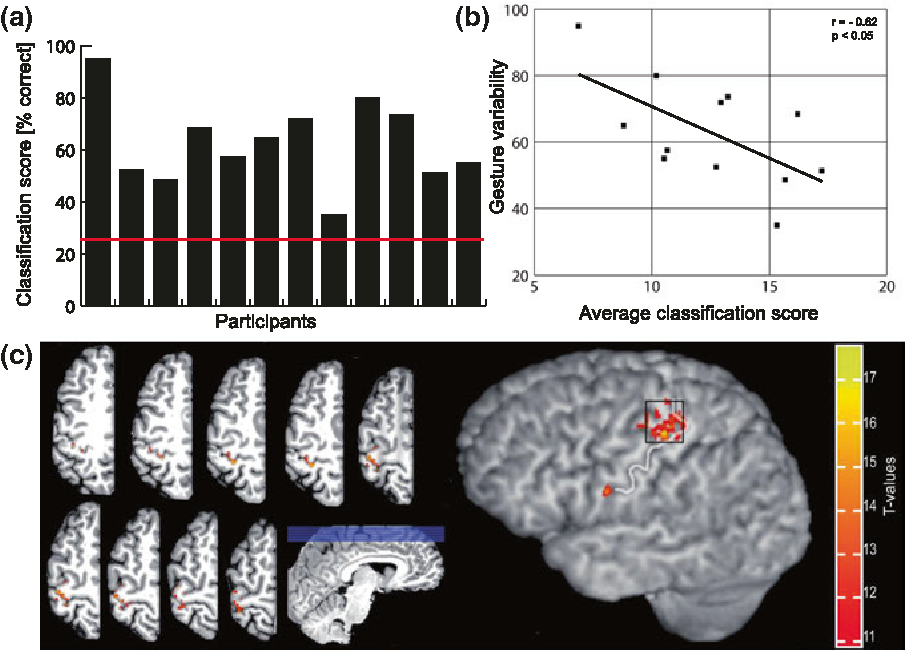 (a)
100
80
60
40
20
0
Classification score [% correct]
Participants
(b)
100
80
60
40
20
Gesture variability
r = - 0.62
p < 0.05
5 10 15 20
Average classification score
(c)
17
16
15
14
13
12
11
T-values